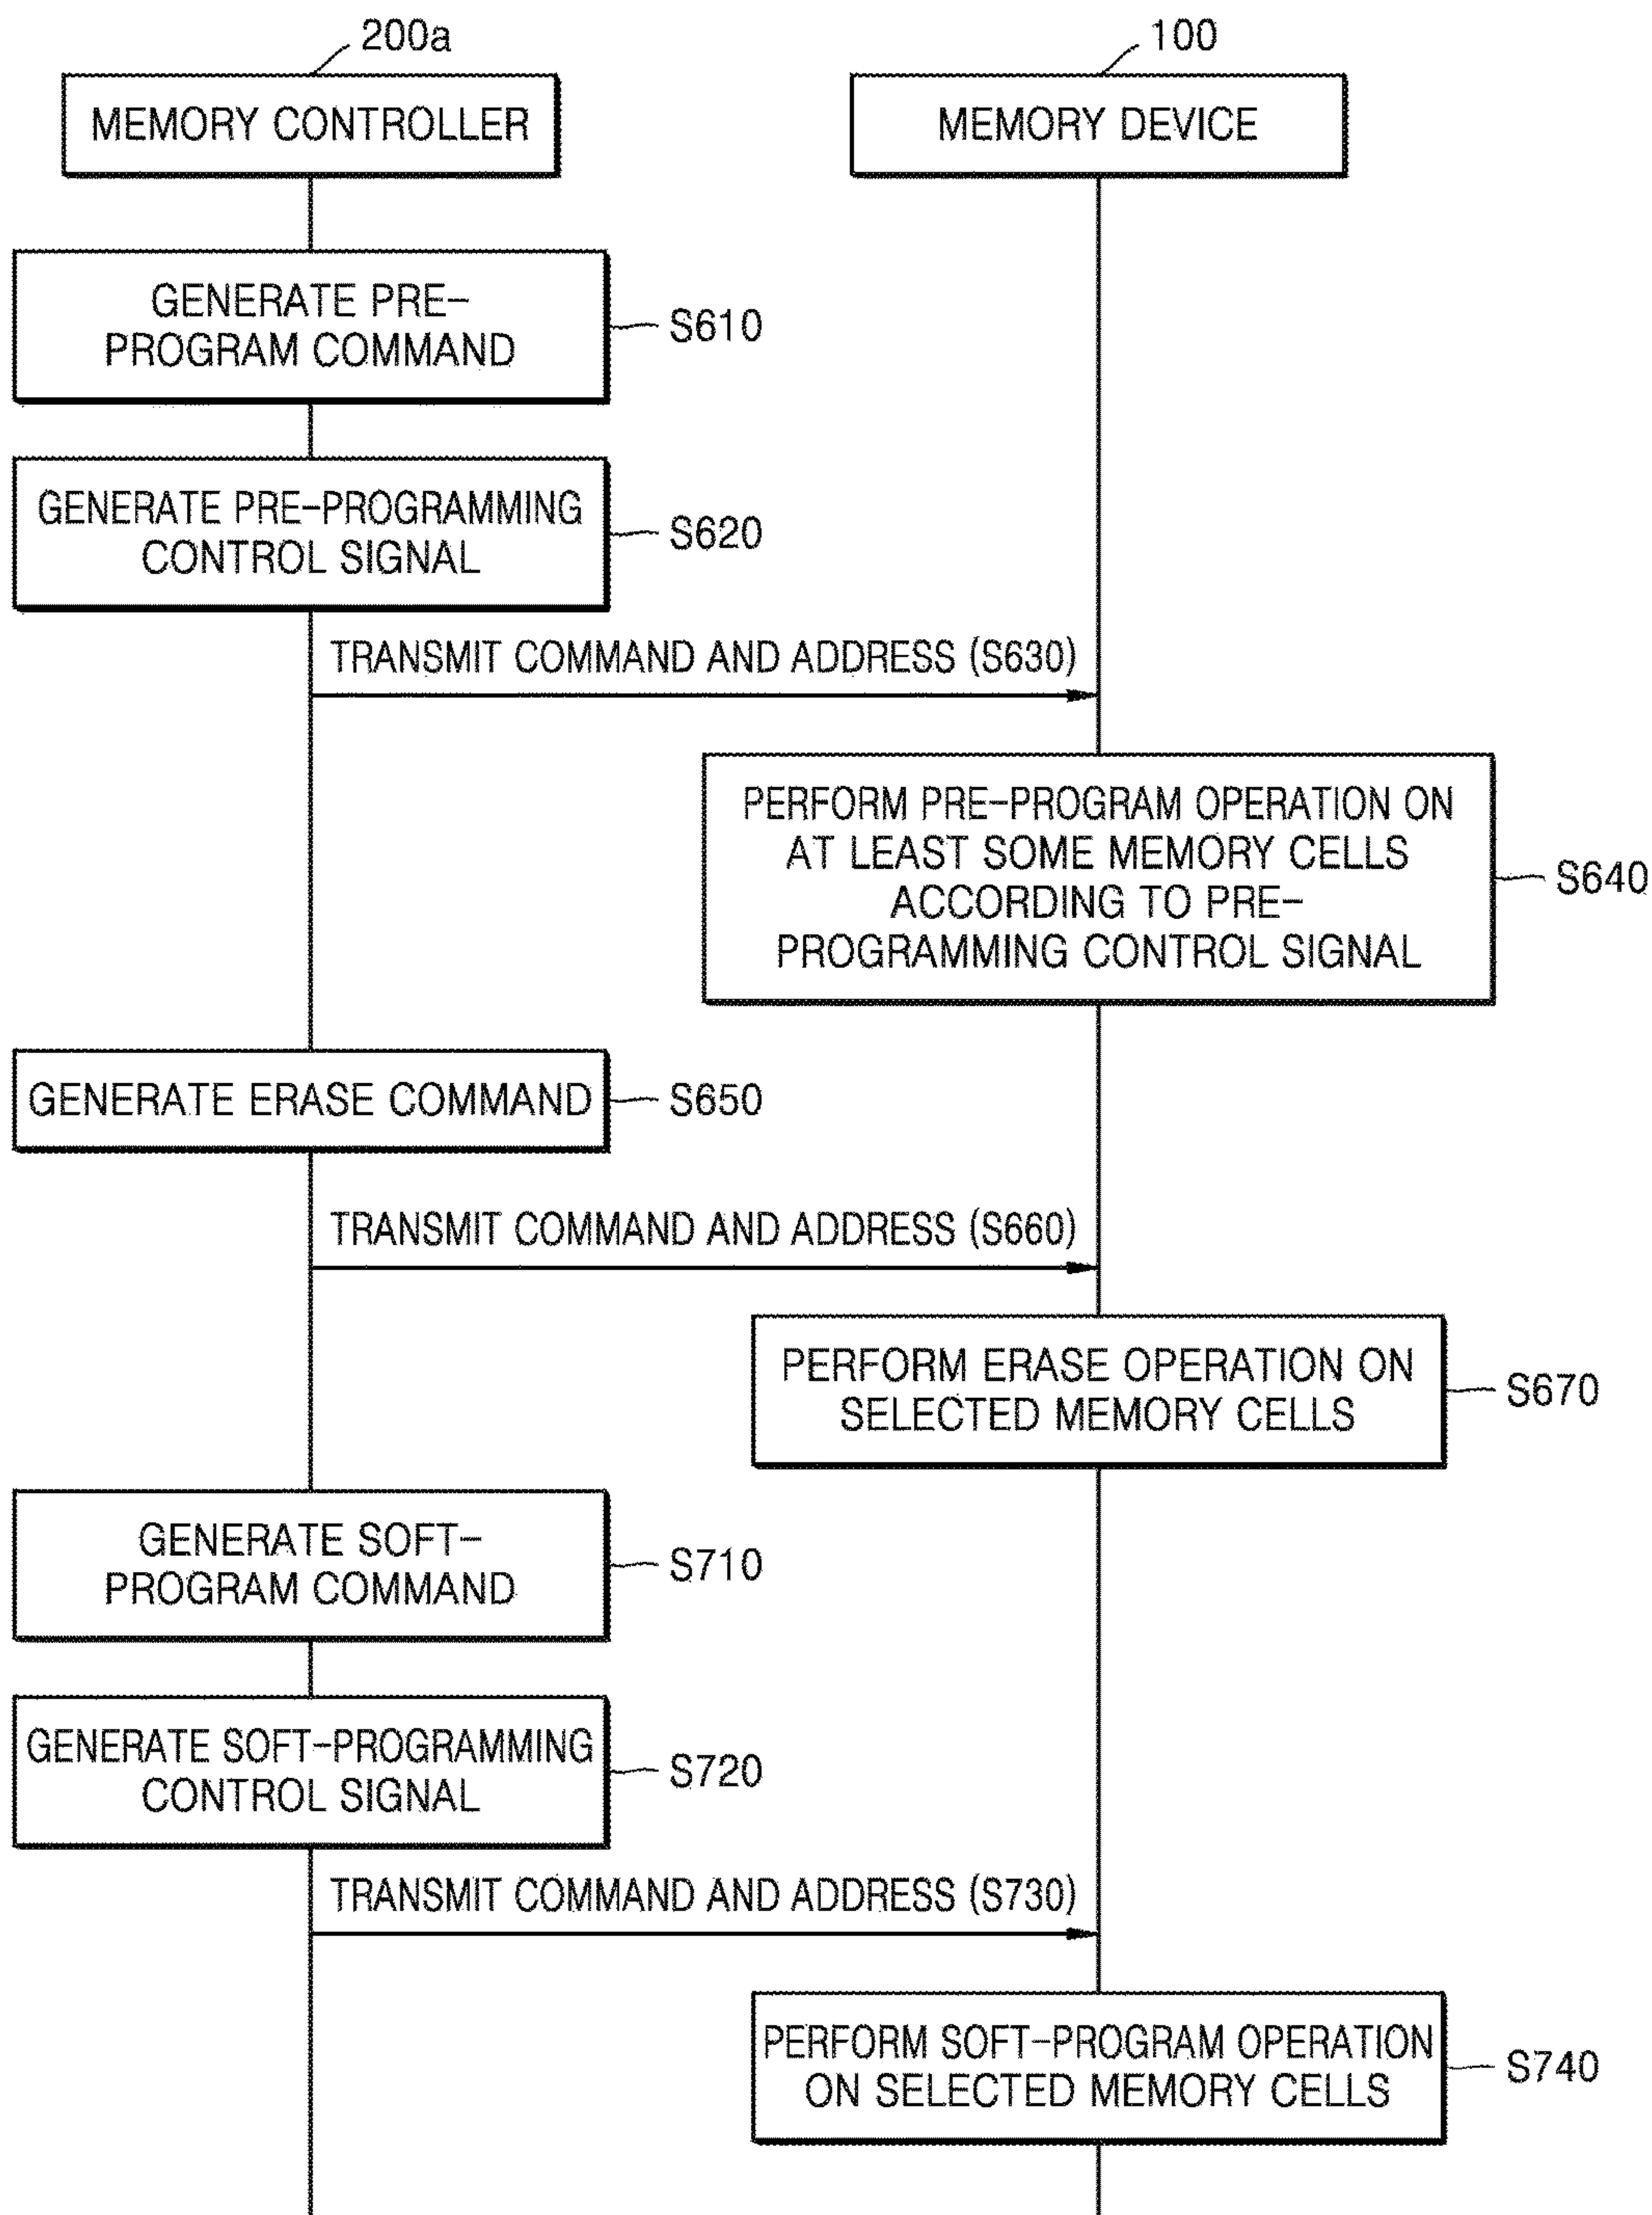 200a
100
MEMORY CONTROLLER
MEMORY DEVICE
GENERATE PRE-
PROGRAM COMMAND
S610
GENERATE PRE-PROGRAMMING
CONTROL SIGNAL
S620
TRANSMIT COMMAND AND ADDRESS (S630)
PERFORM PRE-PROGRAM OPERATION ON
AT LEAST SOME MEMORY CELLS
ACCORDING TO PRE-
PROGRAMMING CONTROL SIGNAL
S640
GENERATE ERASE COMMAND
S650
TRANSMIT COMMAND AND ADDRESS (S660)
PERFORM ERASE OPERATION ON
SELECTED MEMORY CELLS
S670
GENERATE SOFT-
PROGRAM COMMAND
S710
GENERATE SOFT-PROGRAMMING
CONTROL SIGNAL
S720
TRANSMIT COMMAND AND ADDRESS (S730)
PERFORM SOFT-PROGRAM OPERATION
ON SELECTED MEMORY CELLS
S740